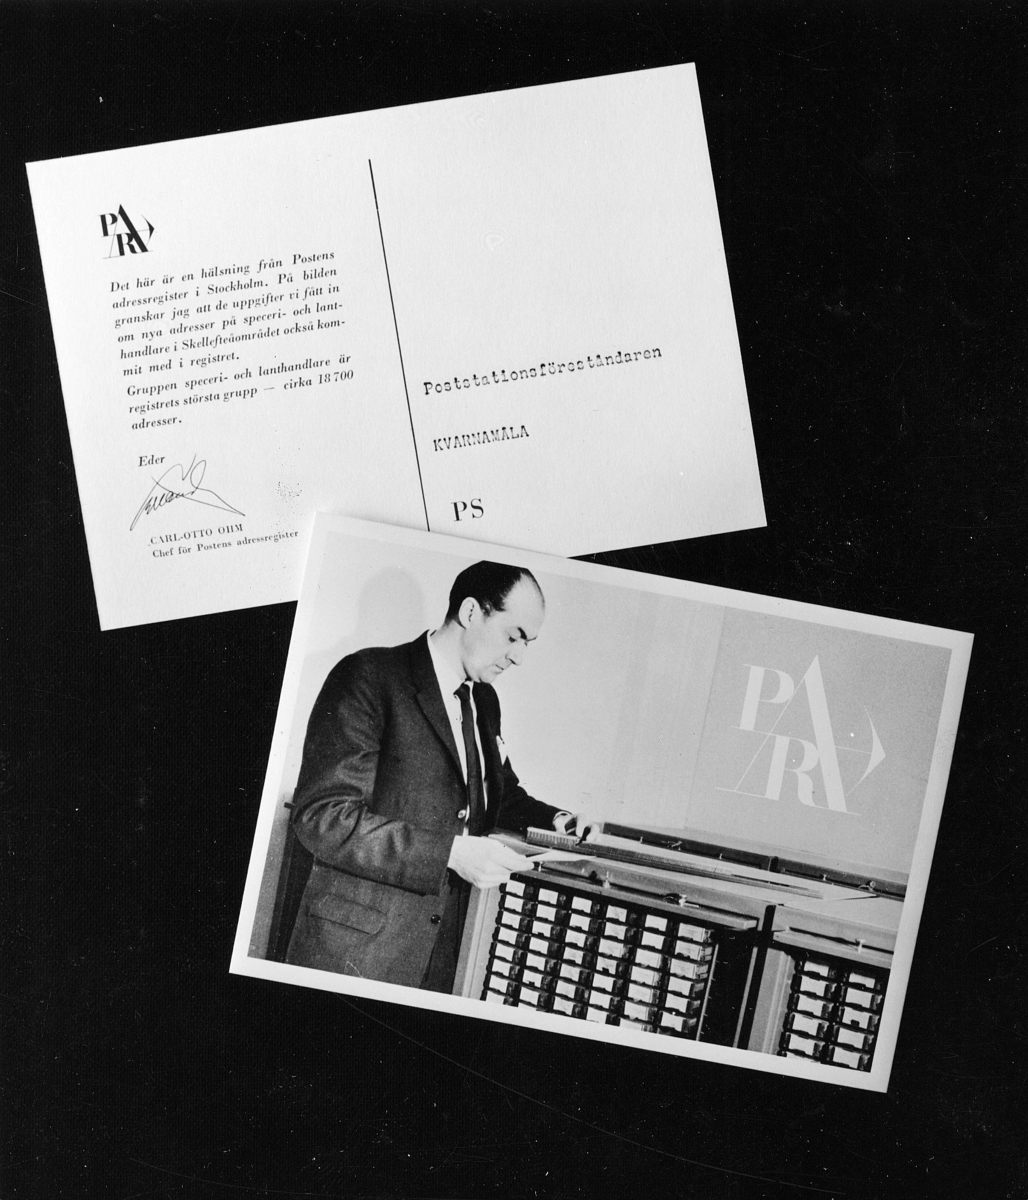 PAR
Det här är en hälsning från Postens
adressregister i Stockholm. På bilden
granskar jag att de uppgifter vi fått in
om nya adresser på speceri- och lant-
handlare i Skellefteåområdet också kom-
mit med i registret.
Gruppen speceri- och lanthandlare är
registrets största grupp — cirka 18 700
adresser.
Eder
CARL-OTTO OHM
Chef för Postens adressregister
Poststationsföreståndaren
KVARNAMÅLA
PS
PAR